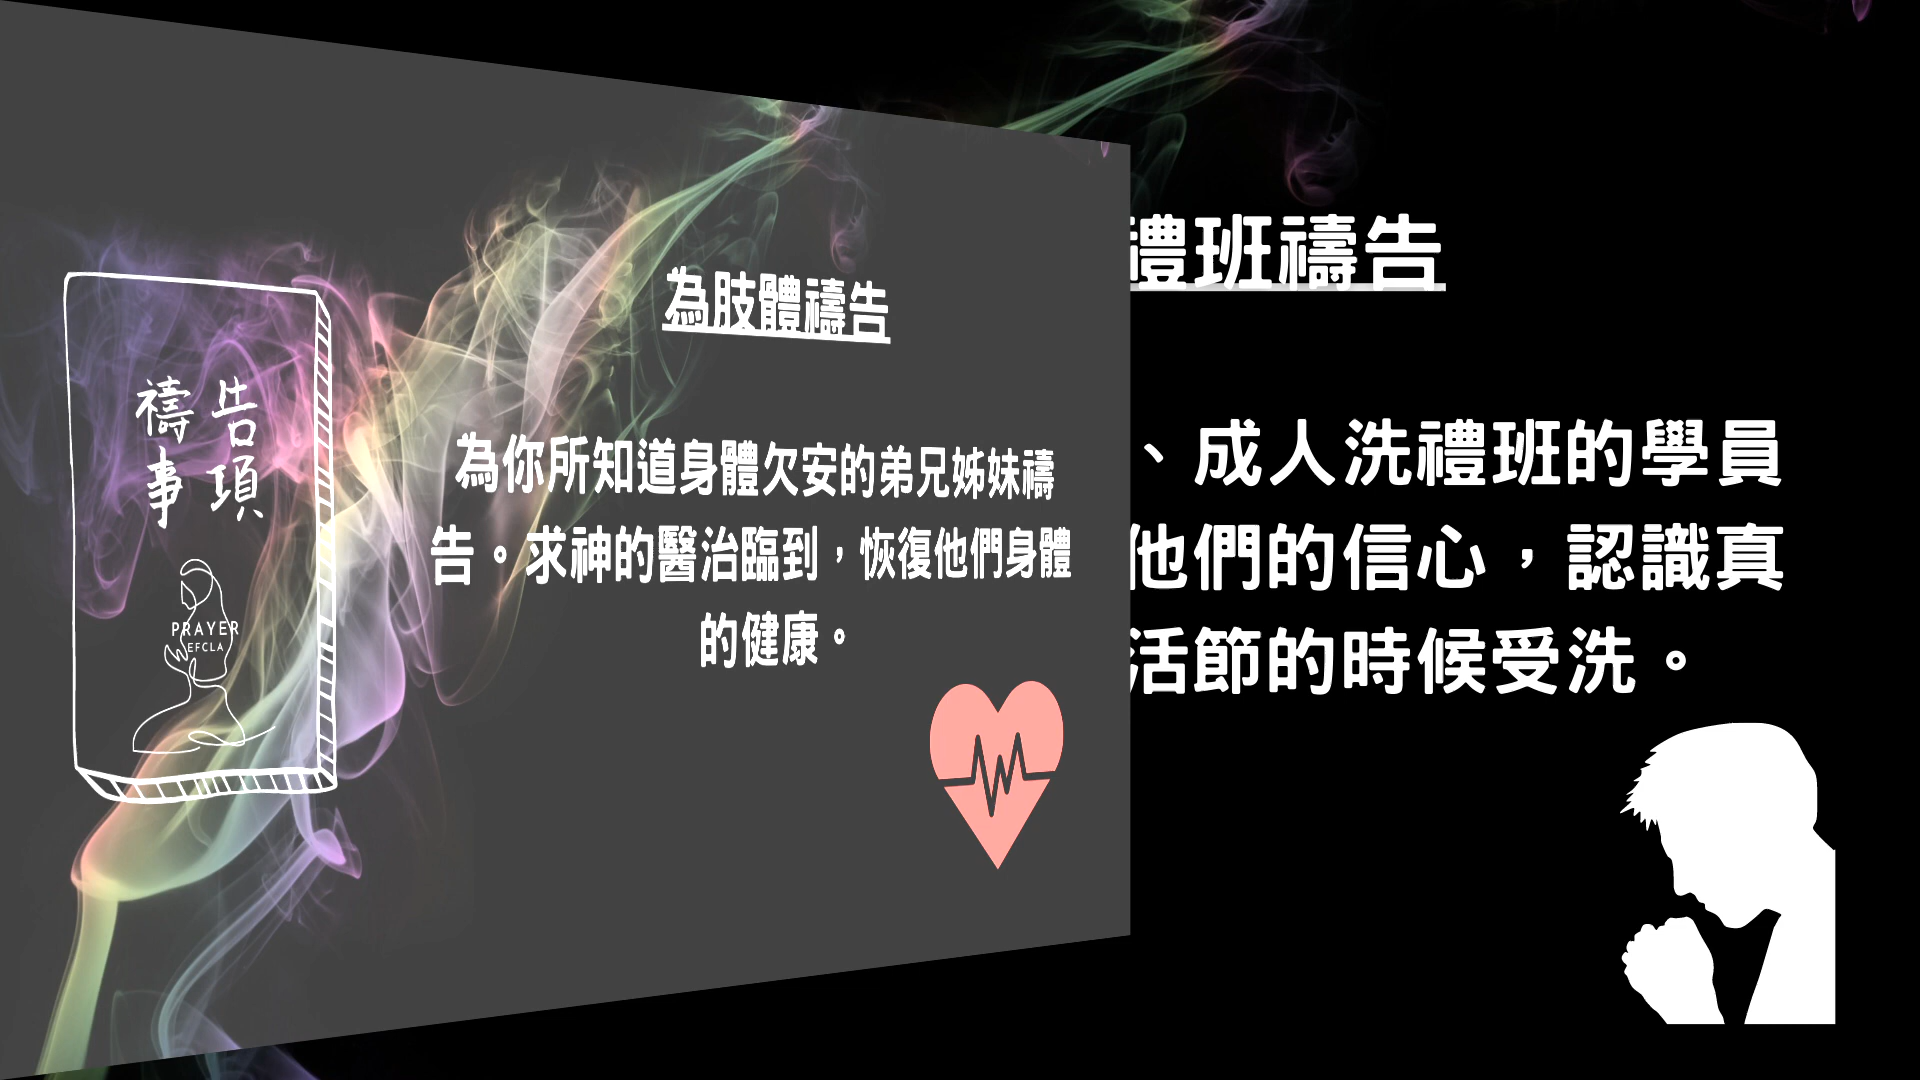 禱告
事項
PRAYER
EFCLA
為肢體禱告
為你所知道身體欠安的弟兄姊妹禱
告。求神的醫治臨到，恢復他們身體
的健康。
禮班禱告
、成人洗禮班的學員
他們的信心，認識真
活節的時候受洗。